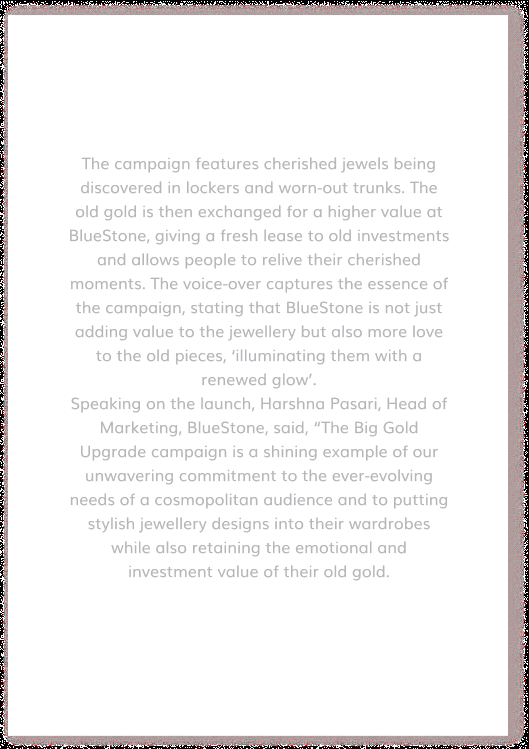 The campaign features cherished jewels being
discovered in lockers and worn-out trunks. The
old gold is then exchanged for a higher value at
BlueStone, giving a fresh lease to old investments
and allows people to relive their cherished
moments. The voice-over captures the essence of
the campaign, stating that BlueStone is not just
adding value to the jewellery but also more love
to the old pieces, ‘illuminating them with a
renewed glow’.
Speaking on the launch, Harshna Pasari, Head of
Marketing, BlueStone, said, “The Big Gold
Upgrade campaign is a shining example of our
unwavering commitment to the ever-evolving
needs of a cosmopolitan audience and to putting
stylish jewellery designs into their wardrobes
while also retaining the emotional and
investment value of their old gold.